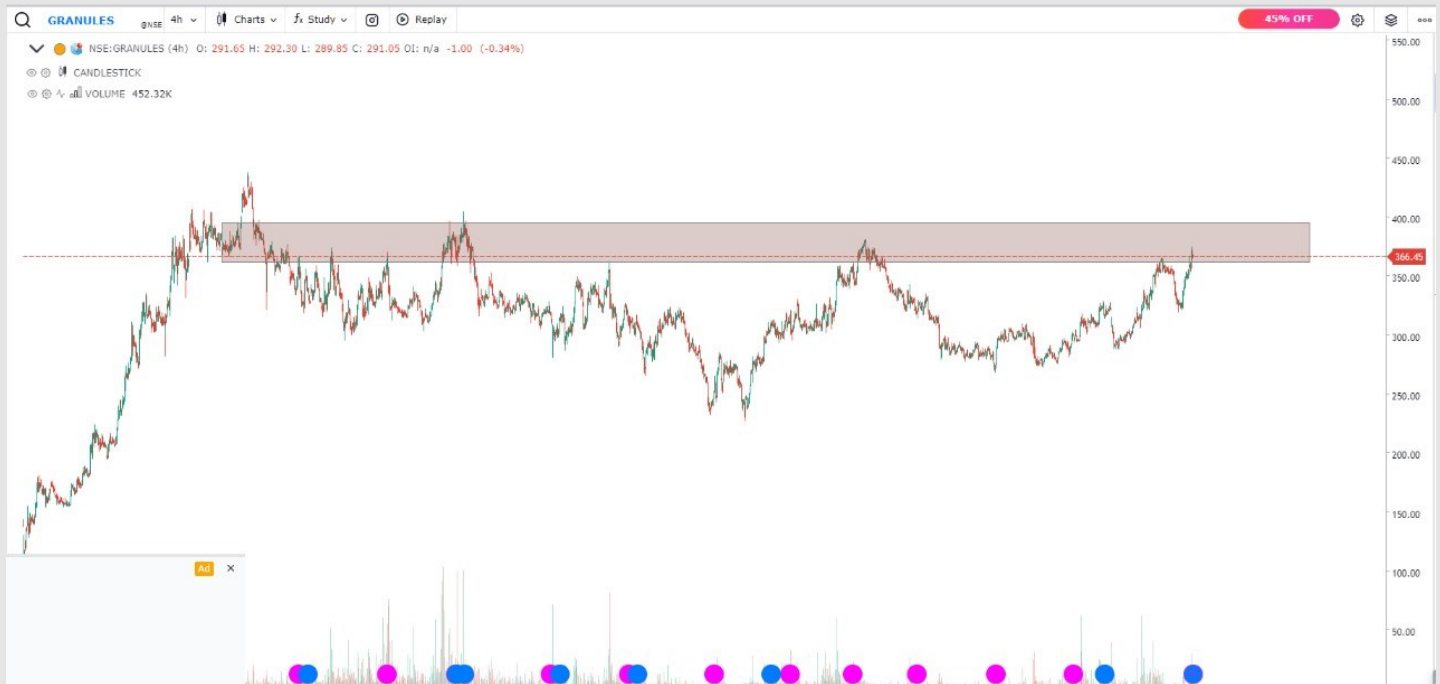 GRANULES @NSE 4h Charts fx Study Replay 45% OFF
NSE:GRANULES (4h) O: 291.65 H: 292.30 L: 289.85 C: 291.05 OI: n/a -1.00 (-0.34%)
CANDLESTICK
VOLUME 452.32K
550.00
500.00
450.00
400.00
366.45
350.00
300.00
250.00
200.00
150.00
100.00
50.00
Ad